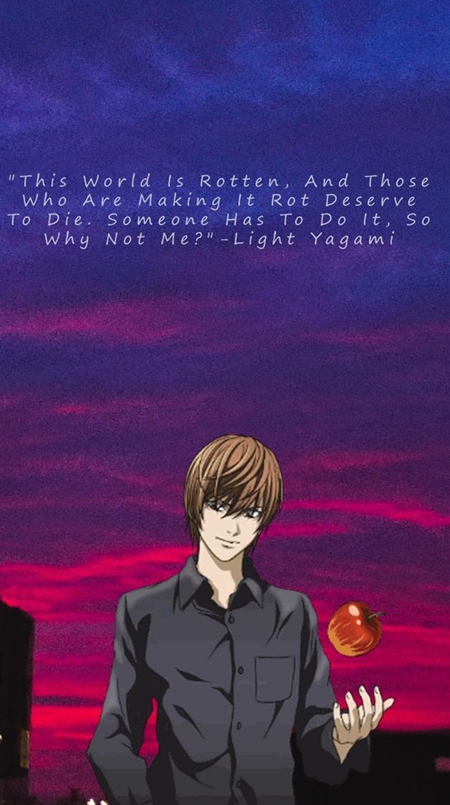 "This World Is Rotten, And Those
Who Are Making It Rot Deserve
To Die. Someone Has To Do It, So
Why Not Me?"-Light Yagami